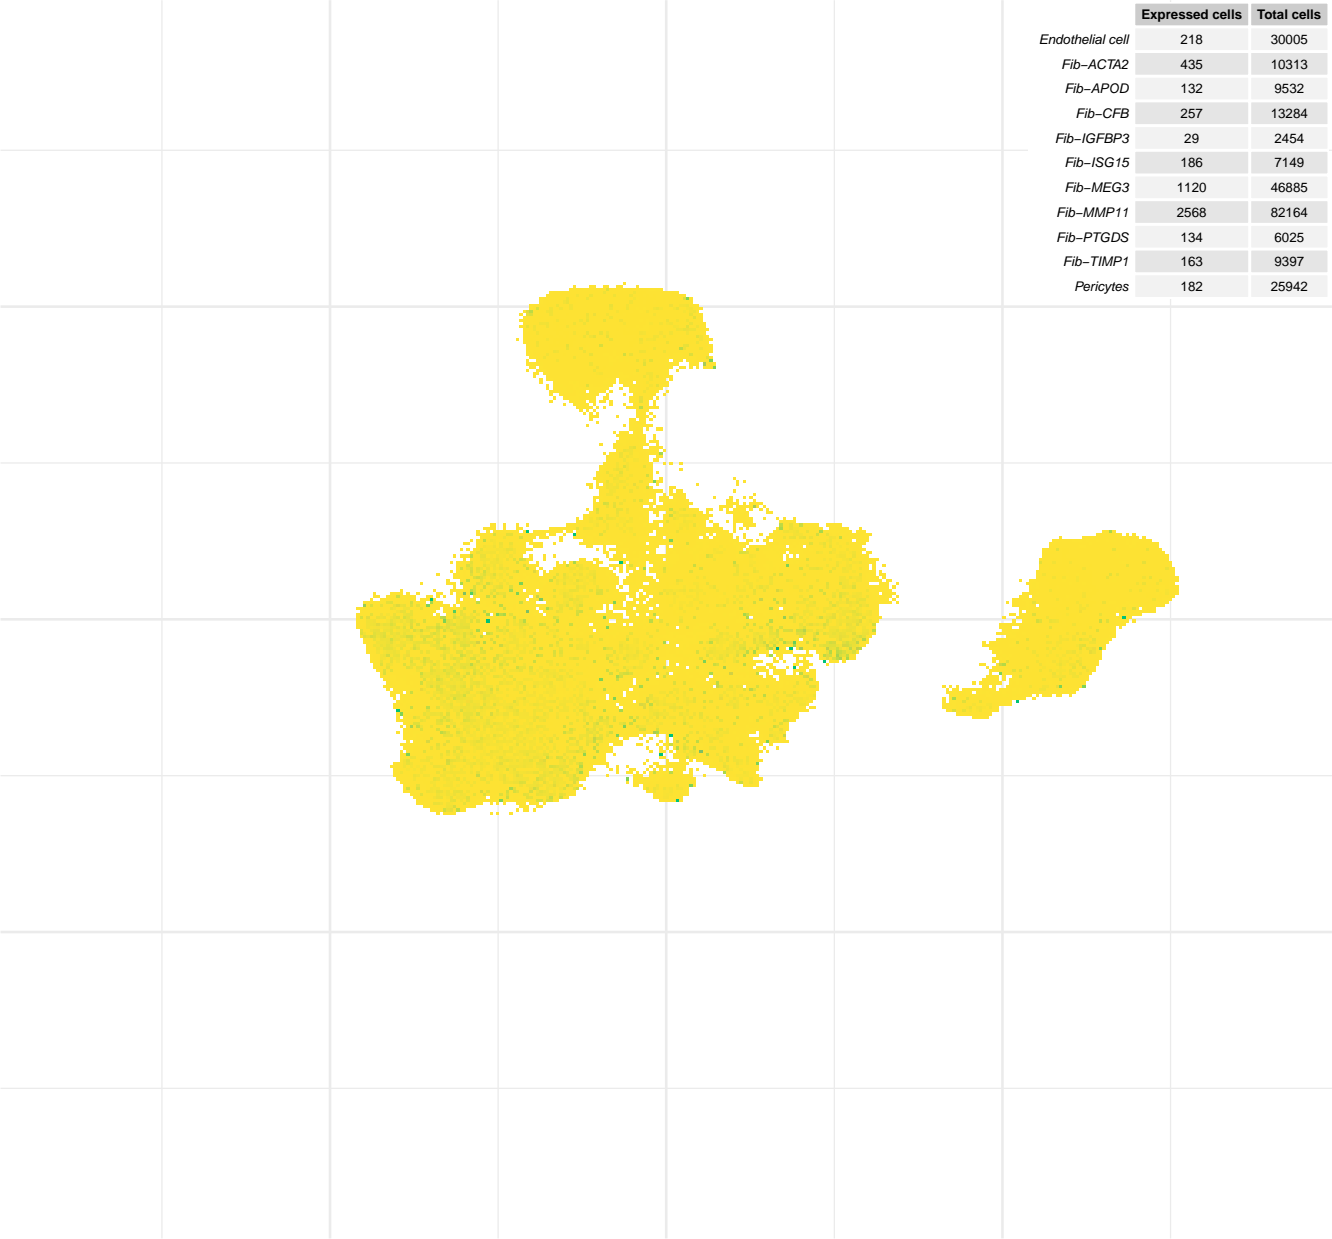 Expressed cells Total cells
Endothelial cell 218 30005
Fib−ACTA2 435 10313
Fib−APOD 132 9532
Fib−CFB 257 13284
Fib−IGFBP3 29 2454
Fib−ISG15 186 7149
Fib−MEG3 1120 46885
Fib−MMP11 2568 82164
Fib−PTGDS 134 6025
Fib−TIMP1 163 9397
Pericytes 182 25942